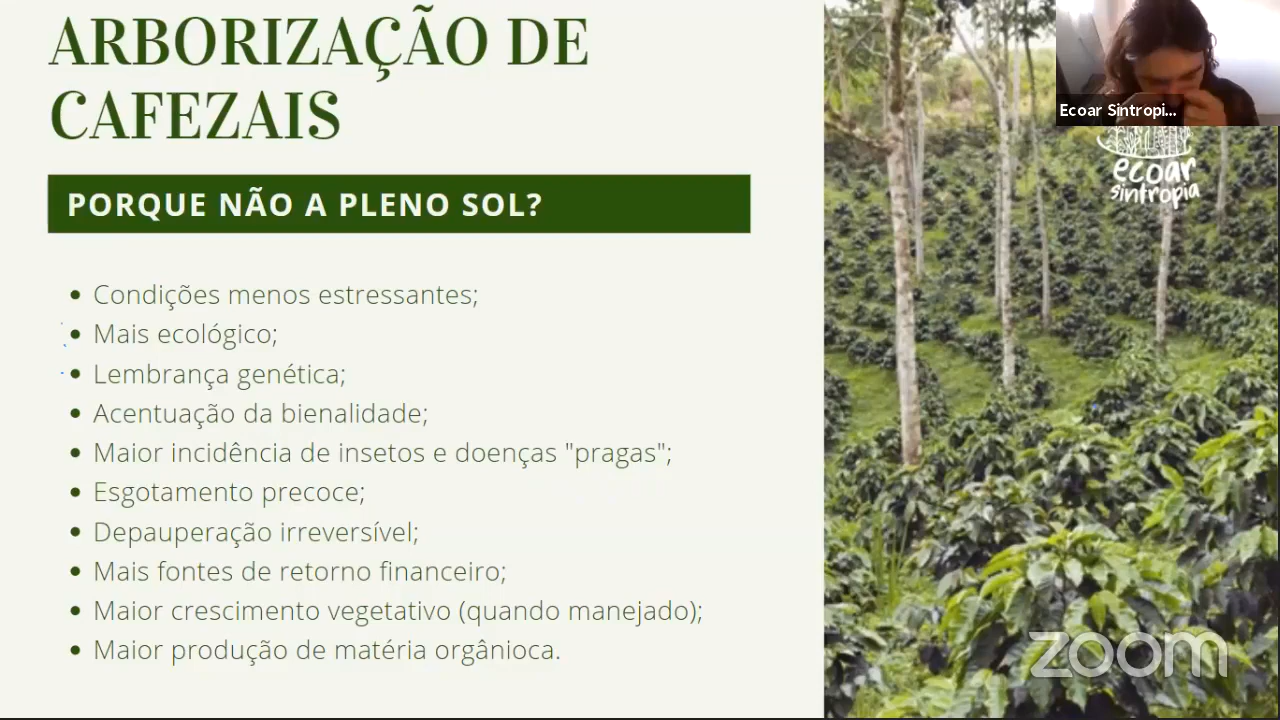 ARBORIZAÇÃO DE
CAFEZAIS
PORQUE NÃO A PLENO SOL?
Condições menos estressantes;
Mais ecológico;
Lembrança genética;
Acentuação da bienalidade;
Maior incidência de insetos e doenças "pragas";
Esgotamento precoce;
Depauperação irreversível;
Mais fontes de retorno financeiro;
Maior crescimento vegetativo (quando manejado);
Maior produção de matéria orgânioca.
Ecoar Sintropi...
ecoar
sintropia
zoom